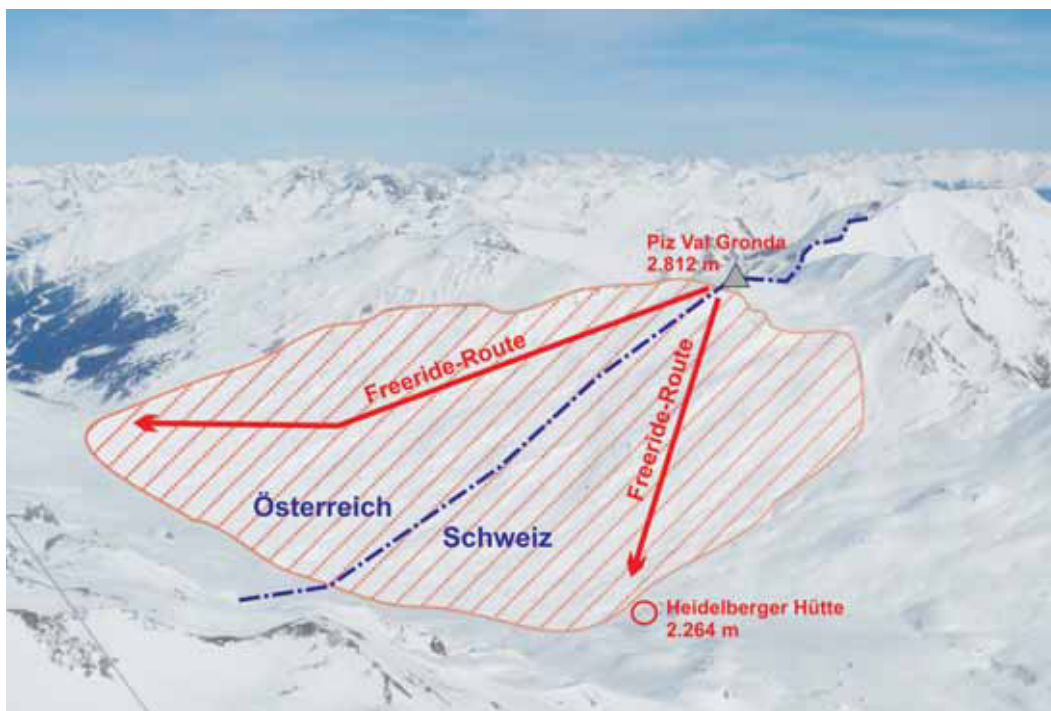 Piz Val Gronda
2.812 m
Freeride-Route
Freeride-Route
Österreich
Schweiz
Heidelberger Hütte
2.264 m